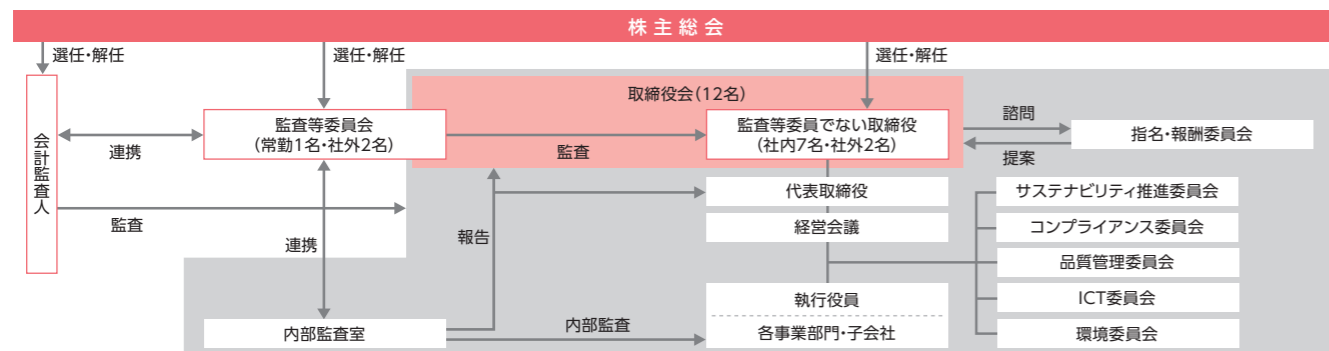 株主総会
選任・解任
選任・解任
選任・解任
取締役会(12名)
会計監査人
連携
監査等委員会
(常勤1名・社外2名)
監査
監査等委員でない取締役
(社内7名・社外2名)
諮問
提案
指名・報酬委員会
監査
連携
報告
代表取締役
経営会議
サステナビリティ推進委員会
コンプライアンス委員会
品質管理委員会
ICT委員会
環境委員会
内部監査室
内部監査
執行役員
各事業部門・子会社